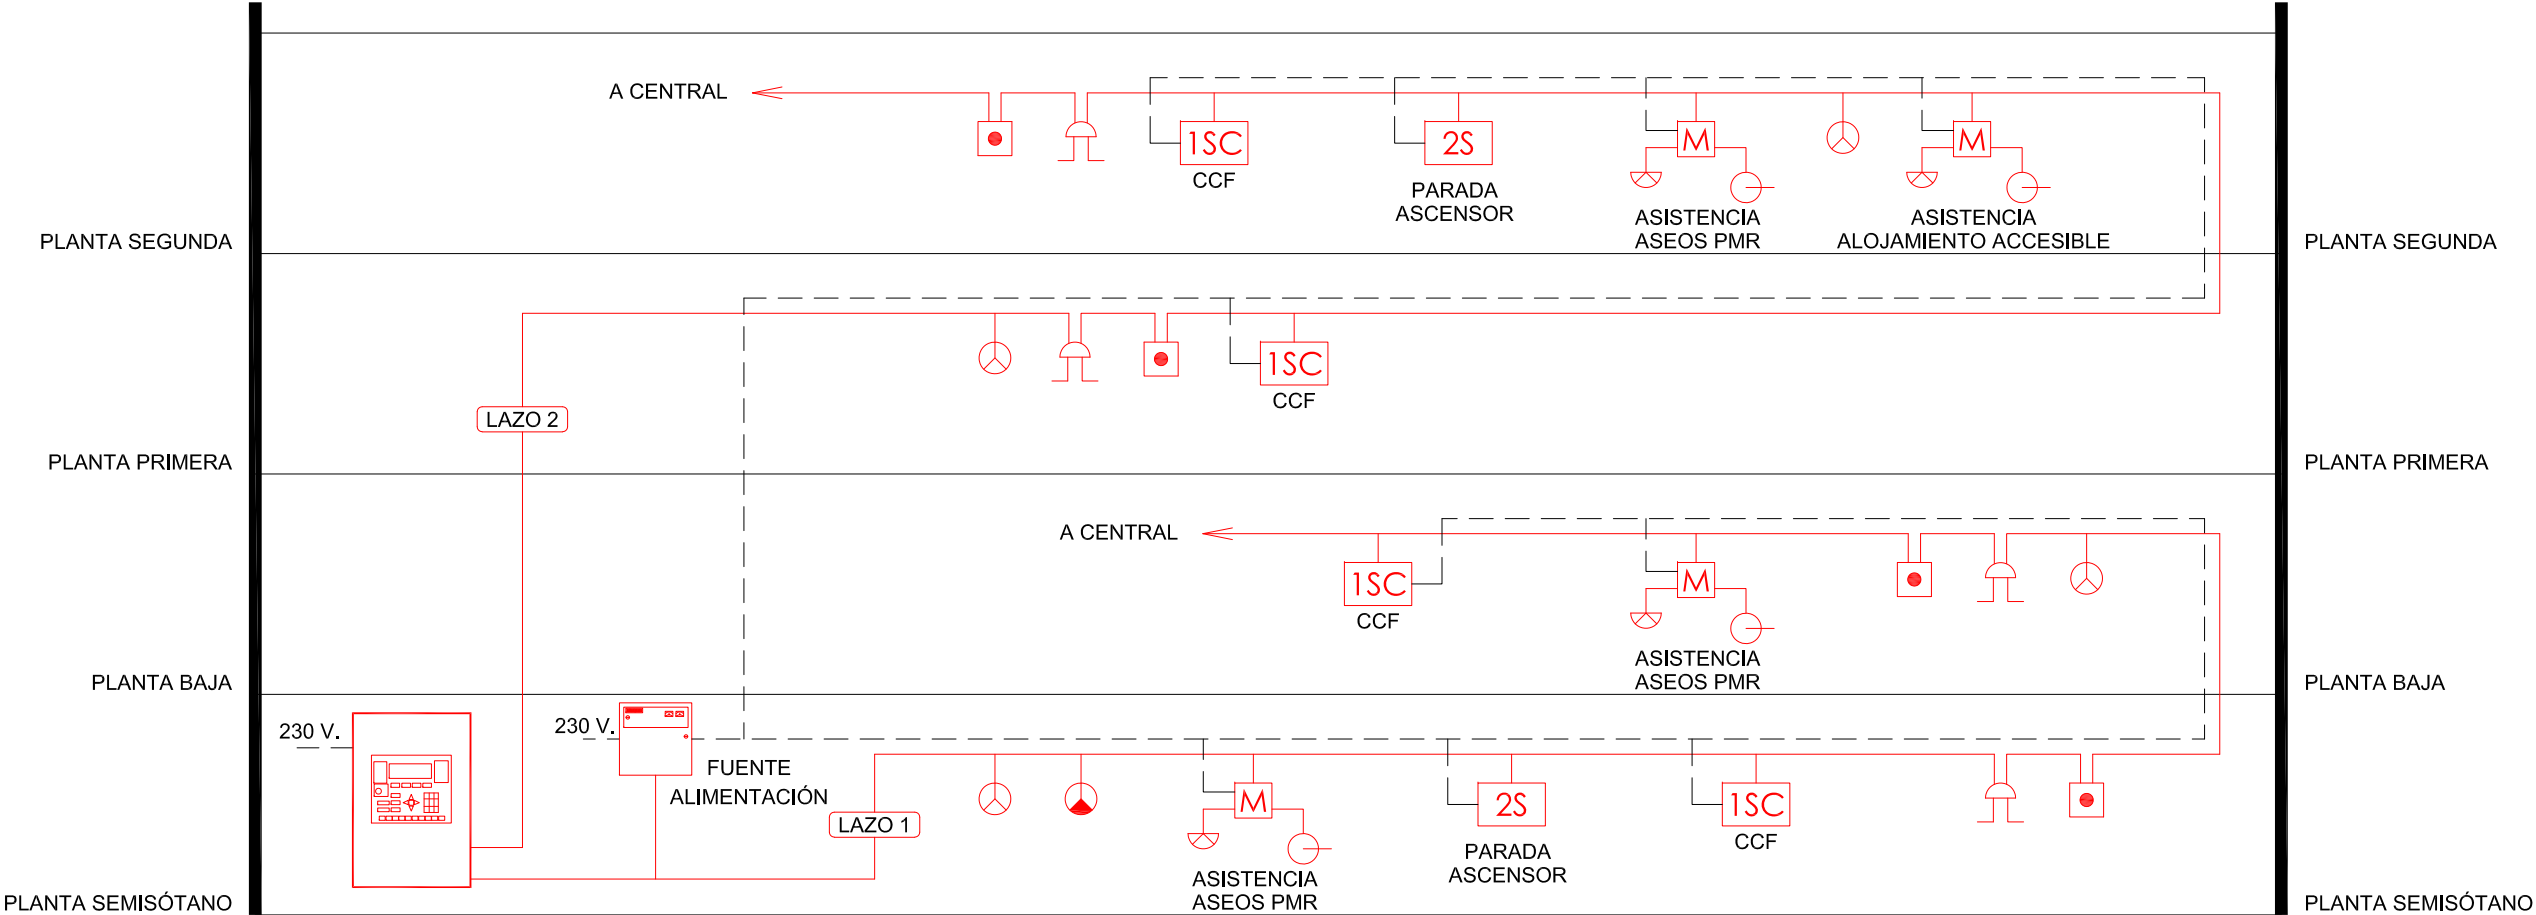 A CENTRAL
1SC
CCF
2S
PARADA
ASCENSOR
M
ASISTENCIA
ASEOS PMR
M
ASISTENCIA
ALOJAMIENTO ACCESIBLE
PLANTA SEGUNDA
PLANTA SEGUNDA
1SC
CCF
LAZO 2
PLANTA PRIMERA
PLANTA PRIMERA
A CENTRAL
1SC
CCF
M
ASISTENCIA
ASEOS PMR
PLANTA BAJA
PLANTA BAJA
230 V.
230 V.
FUENTE
ALIMENTACIÓN
LAZO 1
M
ASISTENCIA
ASEOS PMR
2S
PARADA
ASCENSOR
1SC
CCF
PLANTA SEMISÓTANO
PLANTA SEMISÓTANO